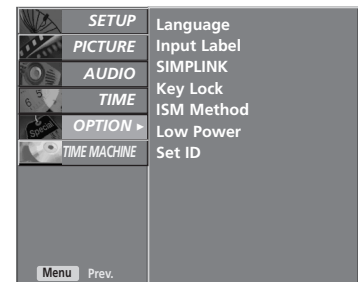 SETUP
PICTURE
AUDIO
TIME
OPTION ▸
TIME MACHINE
Menu Prev.
Language
Input Label
SIMPLINK
Key Lock
ISM Method
Low Power
Set ID